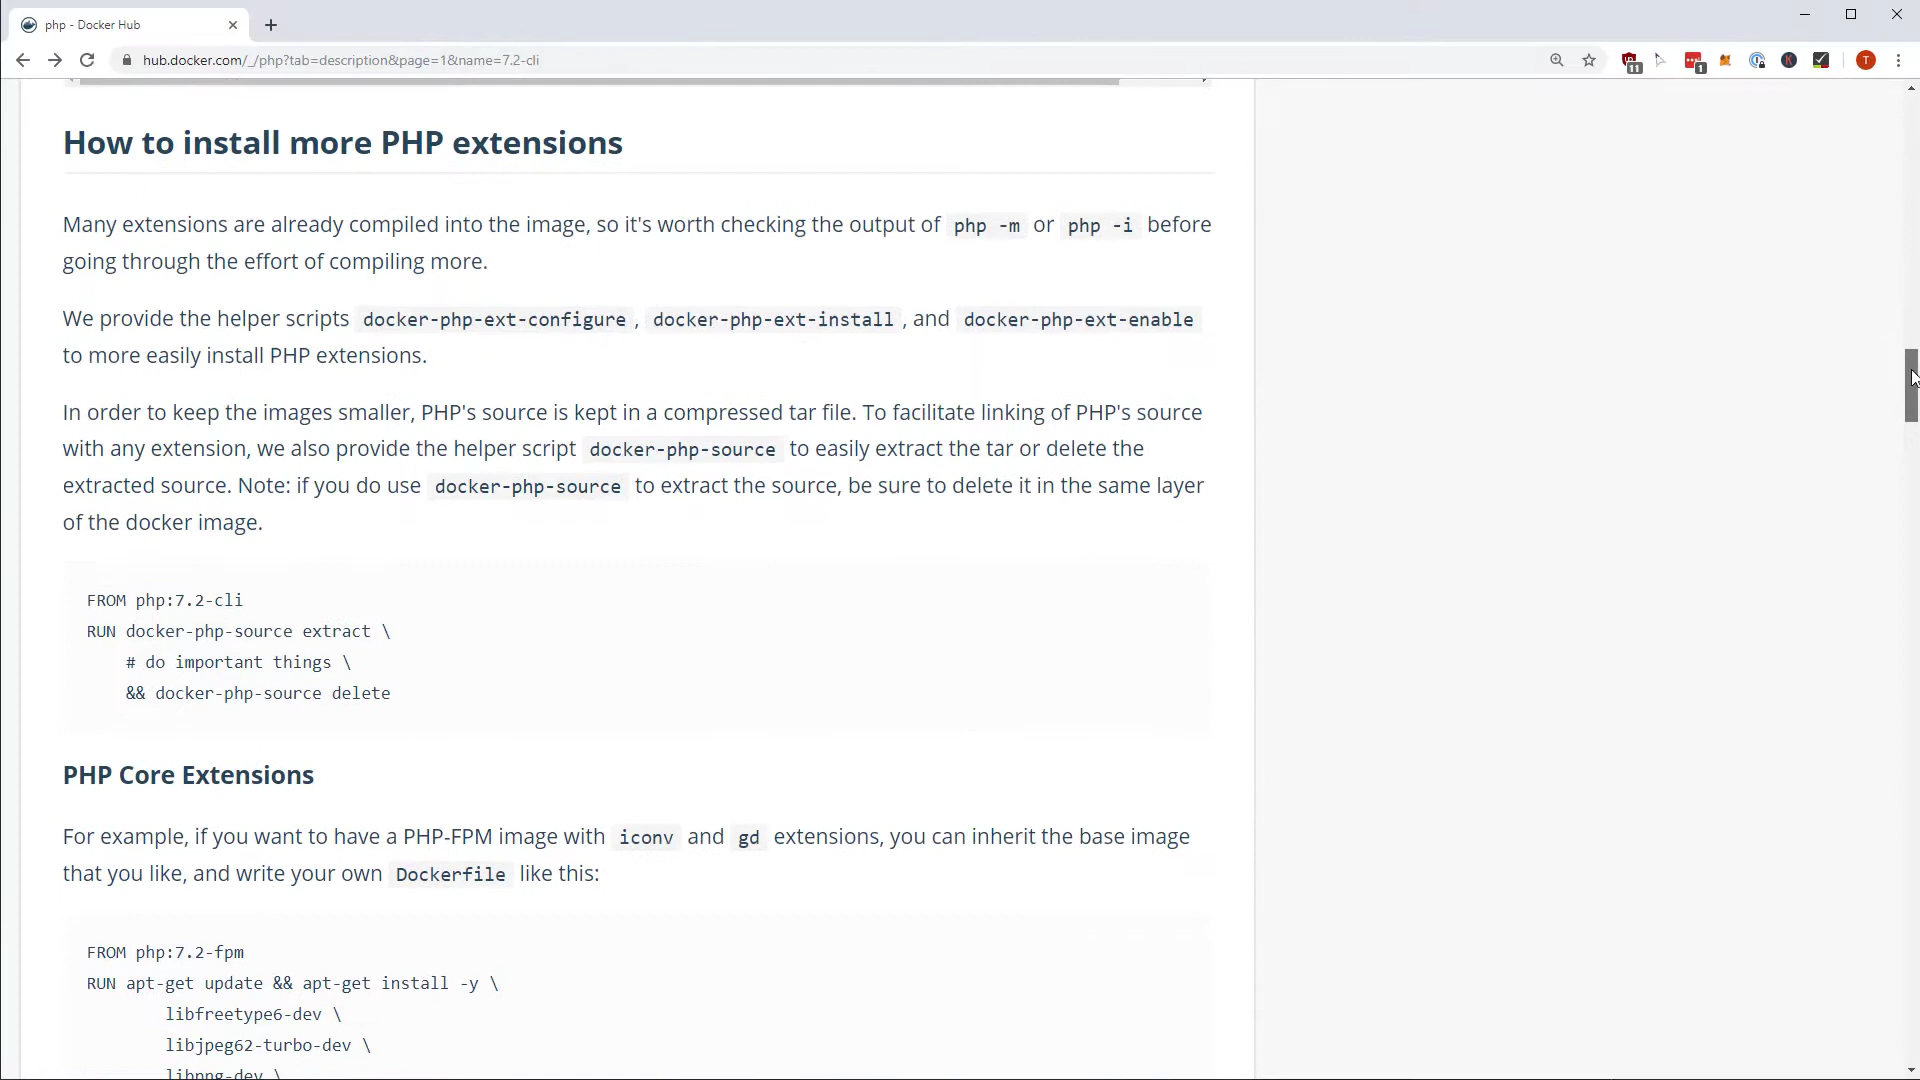 php - Docker Hub
hub.docker.com/_/php?tab=description&page=1&name=7.2-cli
11
1
K
T
How to install more PHP extensions
Many extensions are already compiled into the image, so it's worth checking the output of php -m or php -i before
going through the effort of compiling more.
We provide the helper scripts docker-php-ext-configure , docker-php-ext-install , and docker-php-ext-enable
to more easily install PHP extensions.
In order to keep the images smaller, PHP's source is kept in a compressed tar file. To facilitate linking of PHP's source
with any extension, we also provide the helper script docker-php-source to easily extract the tar or delete the
extracted source. Note: if you do use docker-php-source to extract the source, be sure to delete it in the same layer
of the docker image.
FROM php:7.2-cli
RUN docker-php-source extract \
# do important things \
&& docker-php-source delete
PHP Core Extensions
For example, if you want to have a PHP-FPM image with iconv and gd extensions, you can inherit the base image
that you like, and write your own Dockerfile like this:
FROM php:7.2-fpm
RUN apt-get update && apt-get install -y \
libfreetype6-dev \
libjpeg62-turbo-dev \
libpng-dev \